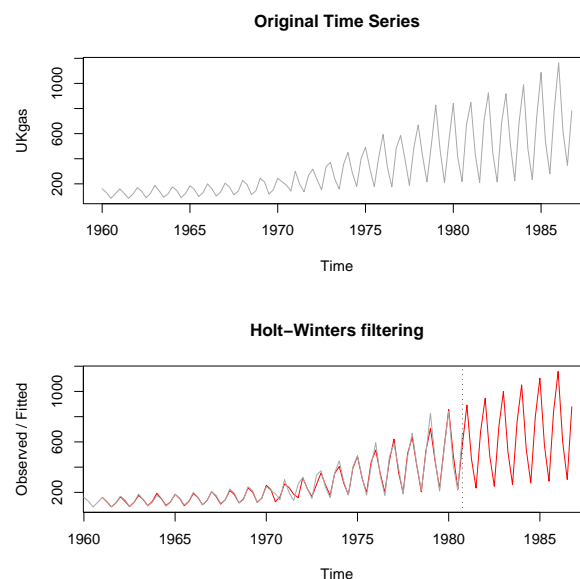 Original Time Series
UKgas
1000
600
200
1960 1965 1970 1975 1980 1985
Time
Holt−Winters filtering
Observed / Fitted
1000
600
200
1960 1965 1970 1975 1980 1985
Time